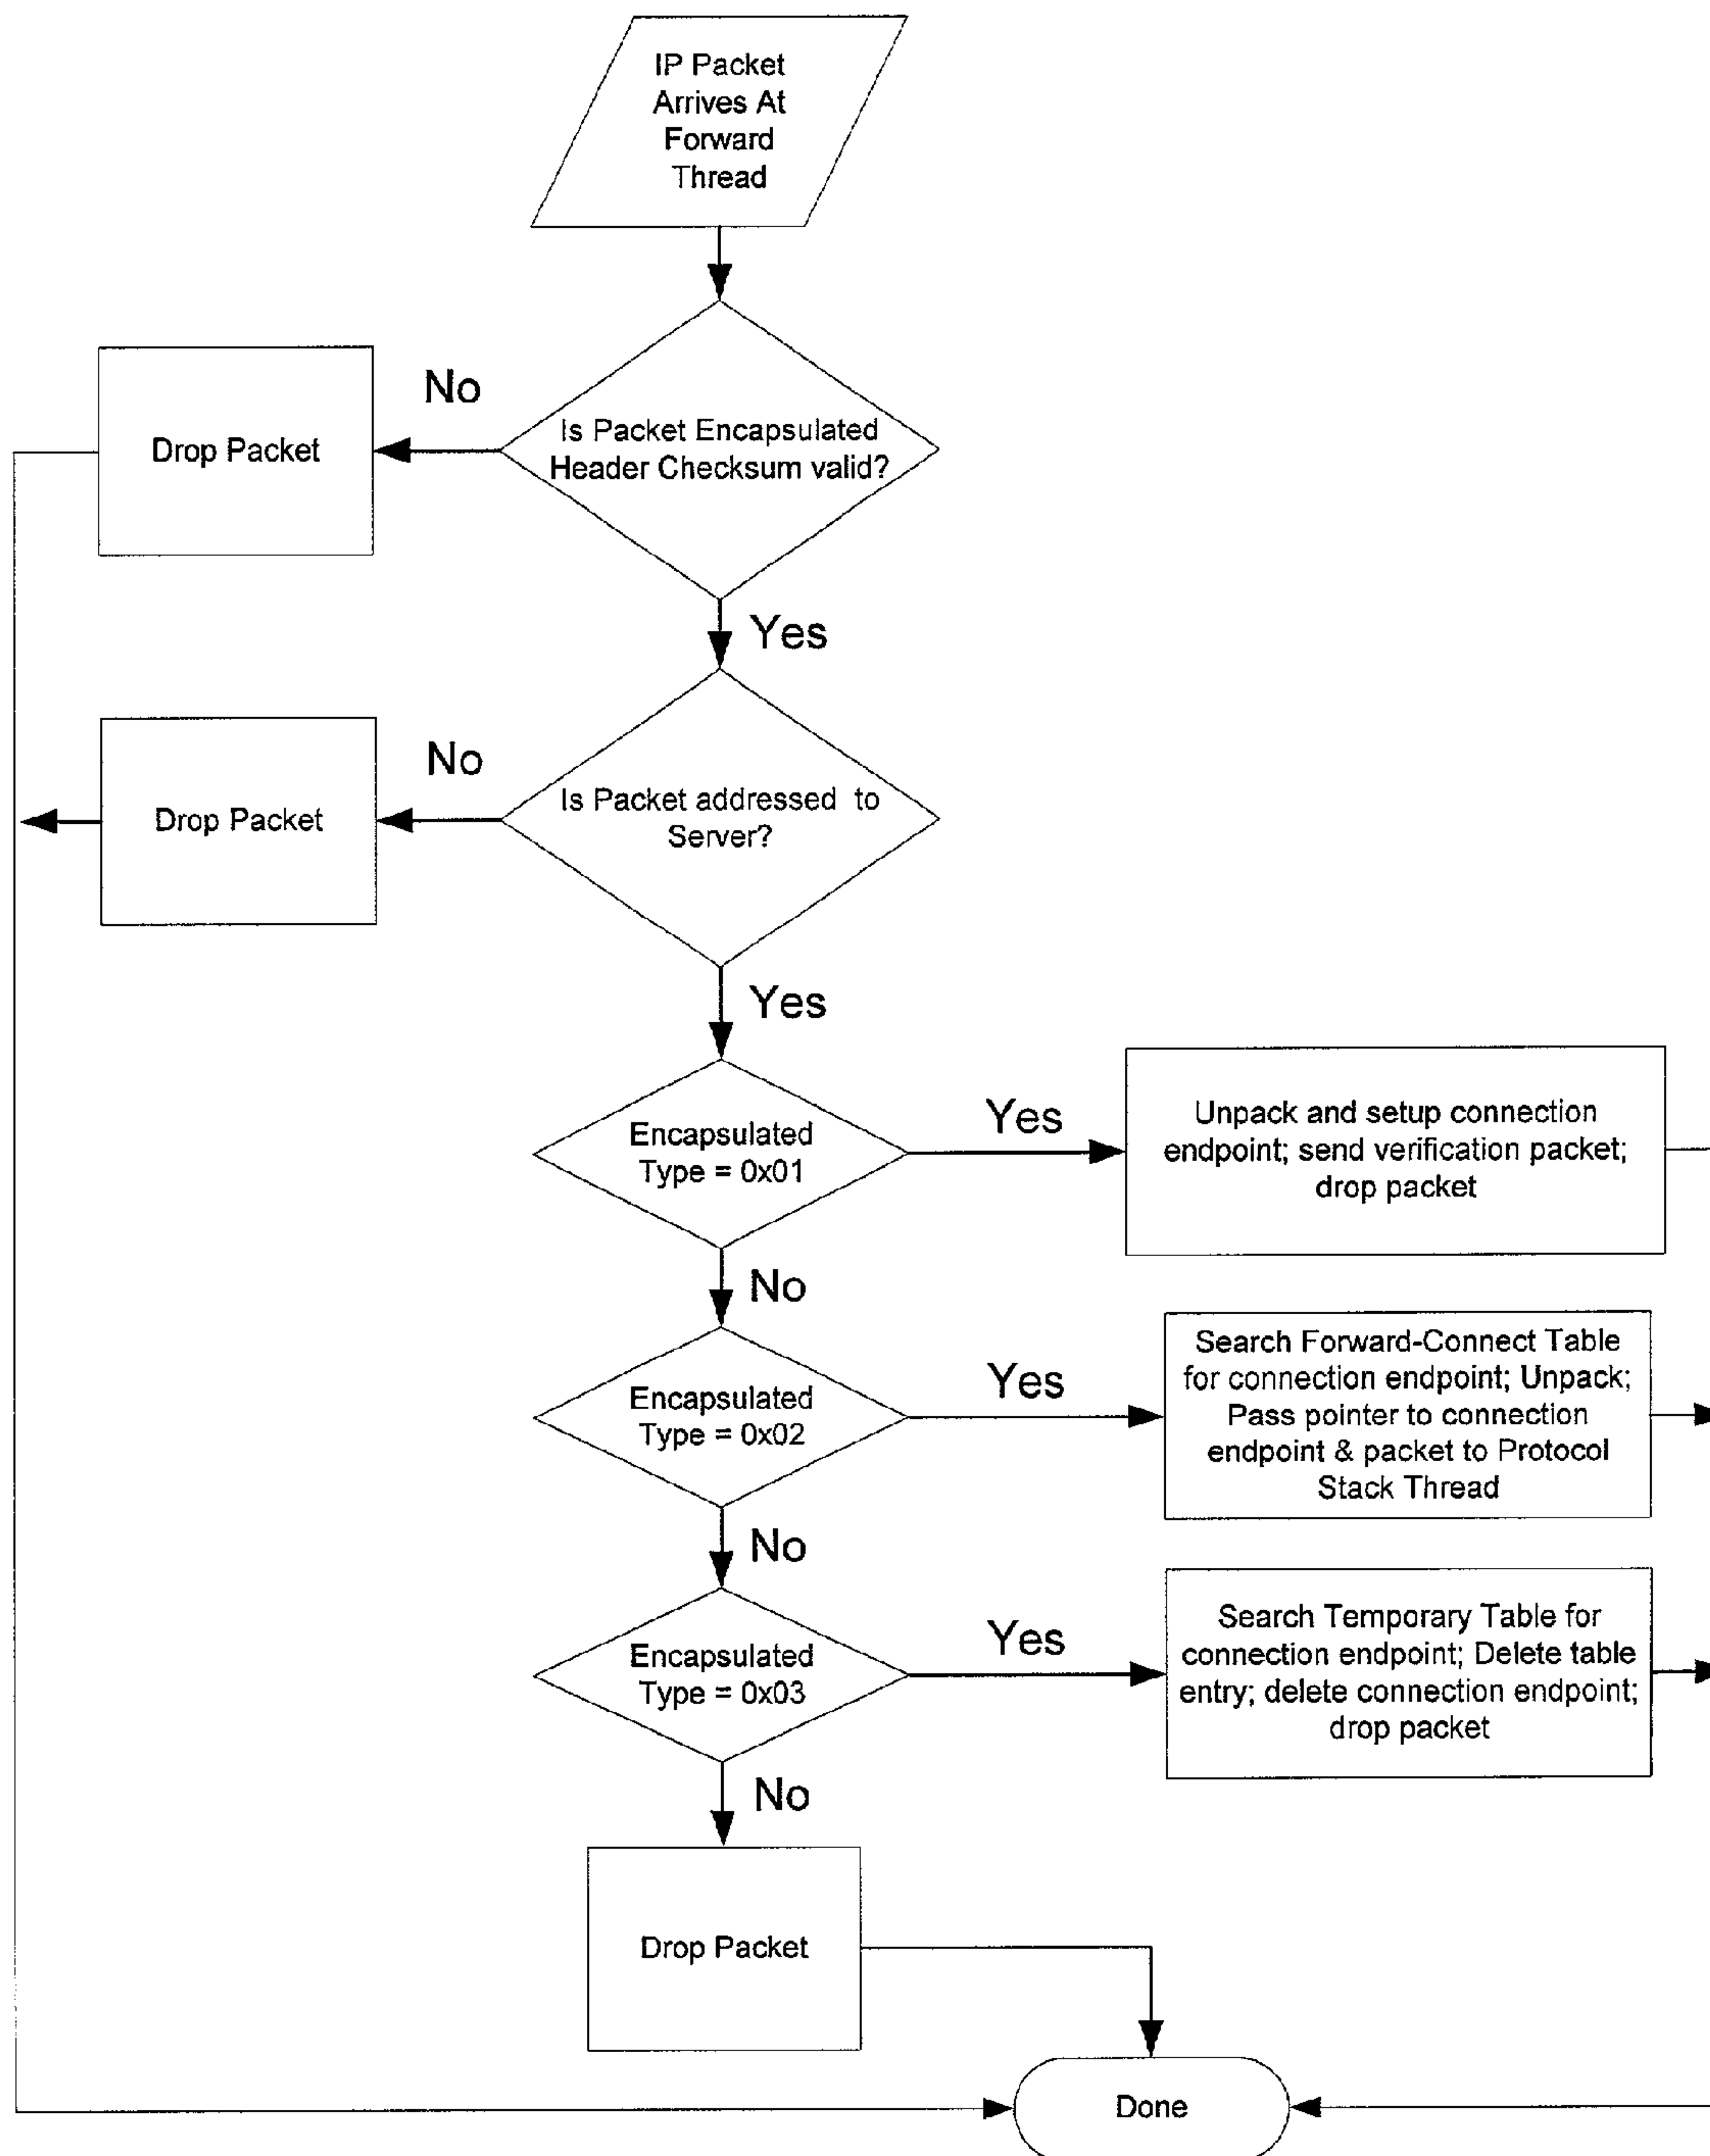 IP Packet
Arrives At
Forward
Thread
No
Drop Packet
Is Packet Encapsulated
Header Checksum valid?
Yes
No
Drop Packet
Is Packet addressed to
Server?
Yes
Encapsulated
Type = 0x01
Yes
Unpack and setup connection
endpoint; send verification packet;
drop packet
No
Encapsulated
Type = 0x02
Yes
Search Forward-Connect Table
for connection endpoint; Unpack;
Pass pointer to connection
endpoint & packet to Protocol
Stack Thread
No
Encapsulated
Type = 0x03
Yes
Search Temporary Table for
connection endpoint; Delete table
entry; delete connection endpoint;
drop packet
No
Drop Packet
Done